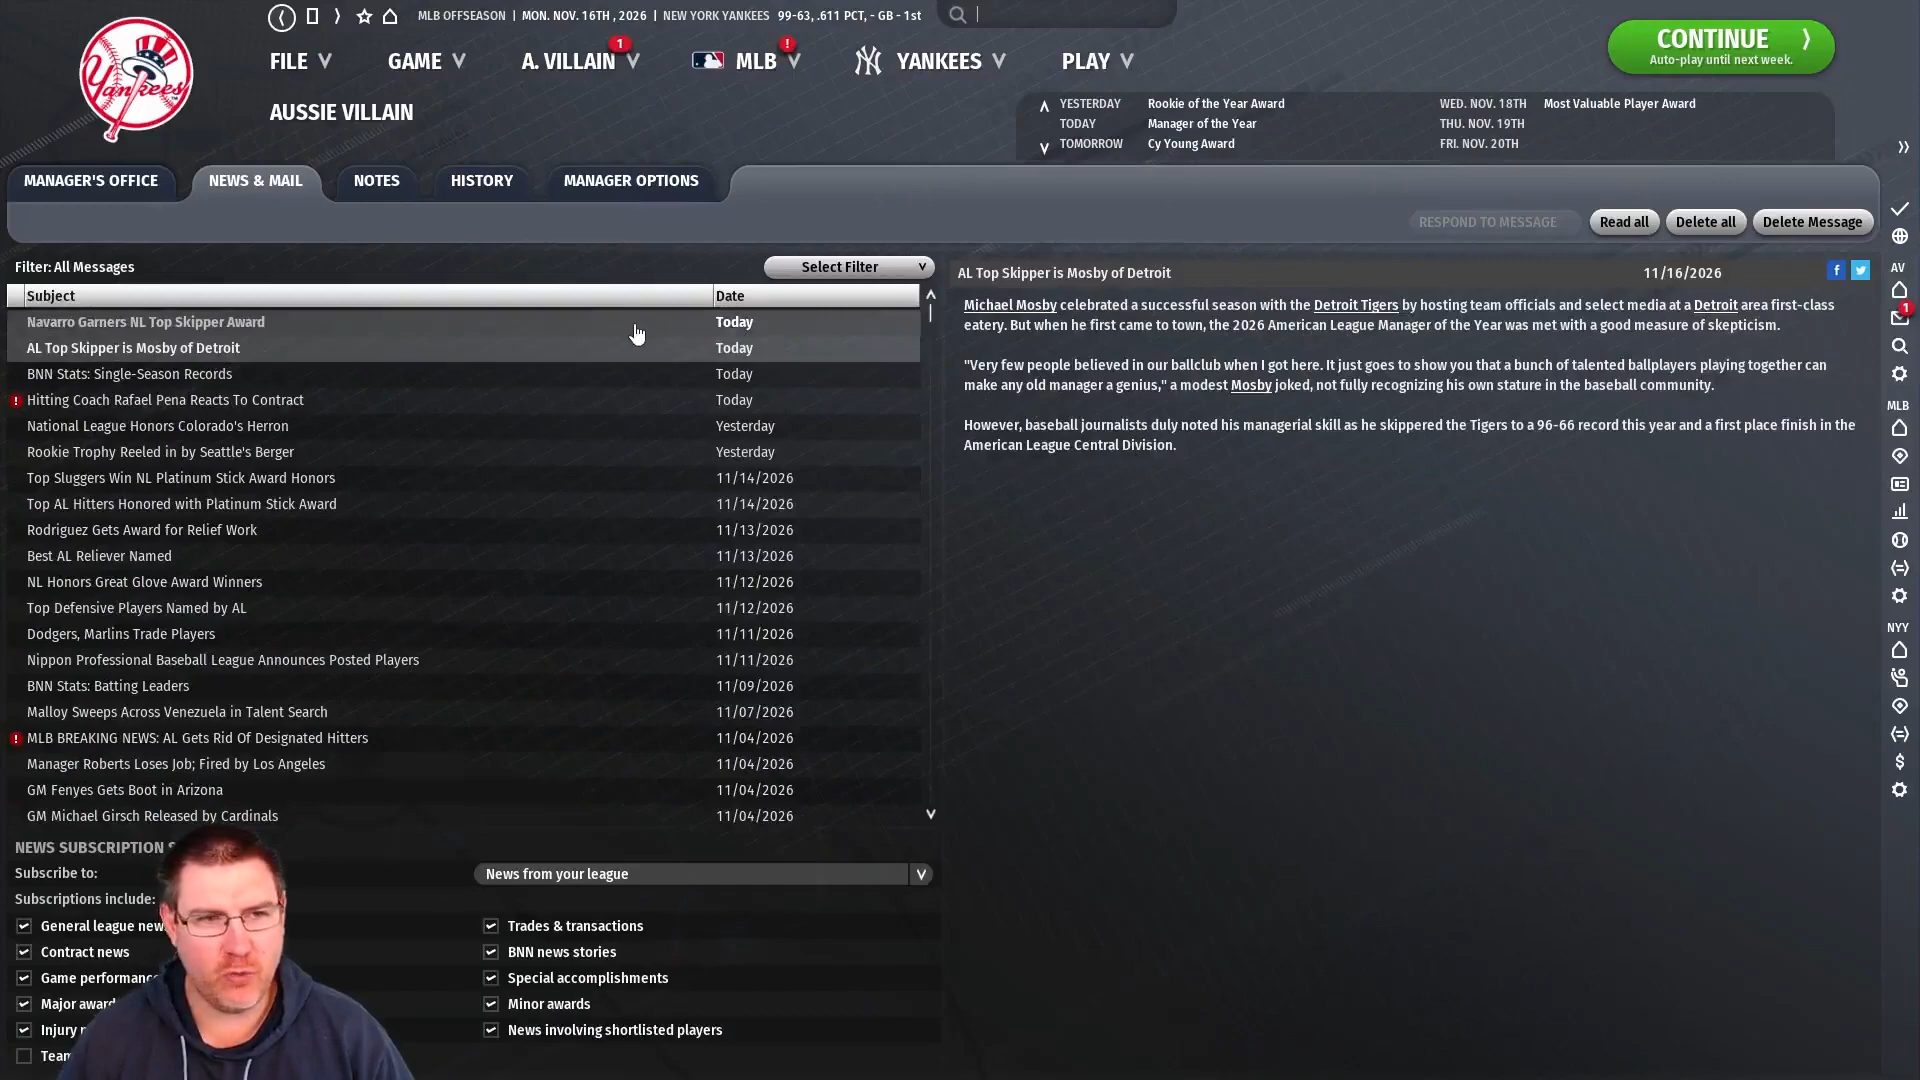 MLB OFFSEASON | MON. NOV. 16TH , 2026 | NEW YORK YANKEES 99-63, .611 PCT, - GB - 1st
Yankees
FILE GAME A. VILLAIN 1 MLB ! YANKEES PLAY
CONTINUE
Auto-play until next week.
AUSSIE VILLAIN
YESTERDAY Rookie of the Year Award WED. NOV. 18TH Most Valuable Player Award
TODAY Manager of the Year THU. NOV. 19TH
TOMORROW Cy Young Award FRI. NOV. 20TH
MANAGER'S OFFICE NEWS & MAIL NOTES HISTORY MANAGER OPTIONS
RESPOND TO MESSAGE Read all Delete all Delete Message
Filter: All Messages Select Filter
Subject Date
Navarro Garners NL Top Skipper Award Today
AL Top Skipper is Mosby of Detroit Today
BNN Stats: Single-Season Records Today
! Hitting Coach Rafael Pena Reacts To Contract Today
National League Honors Colorado's Herron Yesterday
Rookie Trophy Reeled in by Seattle's Berger Yesterday
Top Sluggers Win NL Platinum Stick Award Honors 11/14/2026
Top AL Hitters Honored with Platinum Stick Award 11/14/2026
Rodriguez Gets Award for Relief Work 11/13/2026
Best AL Reliever Named 11/13/2026
NL Honors Great Glove Award Winners 11/12/2026
Top Defensive Players Named by AL 11/12/2026
Dodgers, Marlins Trade Players 11/11/2026
Nippon Professional Baseball League Announces Posted Players 11/11/2026
BNN Stats: Batting Leaders 11/09/2026
Malloy Sweeps Across Venezuela in Talent Search 11/07/2026
! MLB BREAKING NEWS: AL Gets Rid Of Designated Hitters 11/04/2026
Manager Roberts Loses Job; Fired by Los Angeles 11/04/2026
GM Fenyes Gets Boot in Arizona 11/04/2026
GM Michael Girsch Released by Cardinals 11/04/2026
AL Top Skipper is Mosby of Detroit 11/16/2026
Michael Mosby celebrated a successful season with the Detroit Tigers by hosting team officials and select media at a Detroit area first-class
eatery. But when he first came to town, the 2026 American League Manager of the Year was met with a good measure of skepticism.
"Very few people believed in our ballclub when I got here. It just goes to show you that a bunch of talented ballplayers playing together can
make any old manager a genius," a modest Mosby joked, not fully recognizing his own stature in the baseball community.
However, baseball journalists duly noted his managerial skill as he skippered the Tigers to a 96-66 record this year and a first place finish in the
American League Central Division.
NEWS SUBSCRIPTION
Subscribe to: News from your league
Subscriptions include:
General league new Trades & transactions
Contract news BNN news stories
Game performance Special accomplishments
Major award Minor awards
Injury News involving shortlisted players
Team
AV
1
MLB
NYY